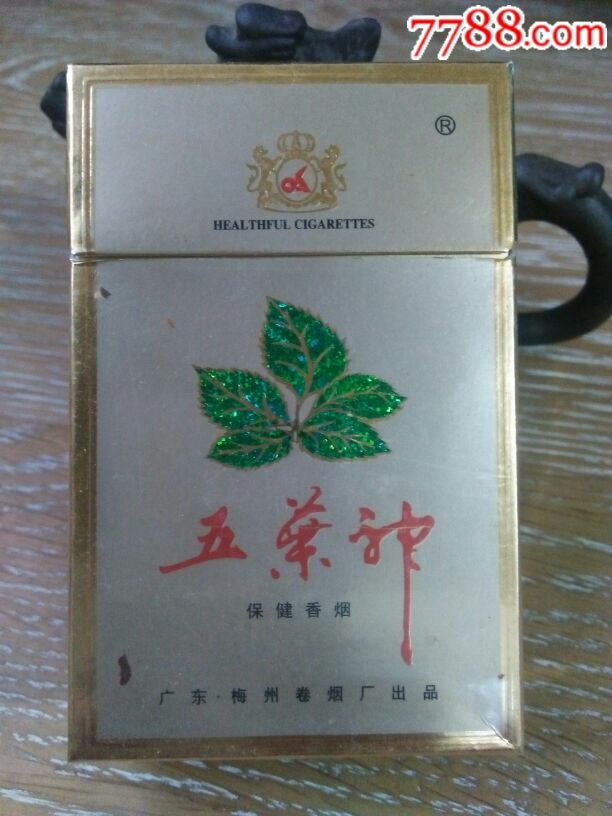 7788.com
®
HEALTHFUL CIGARETTES
五葉神
保健香烟
广东·梅州卷烟厂出品